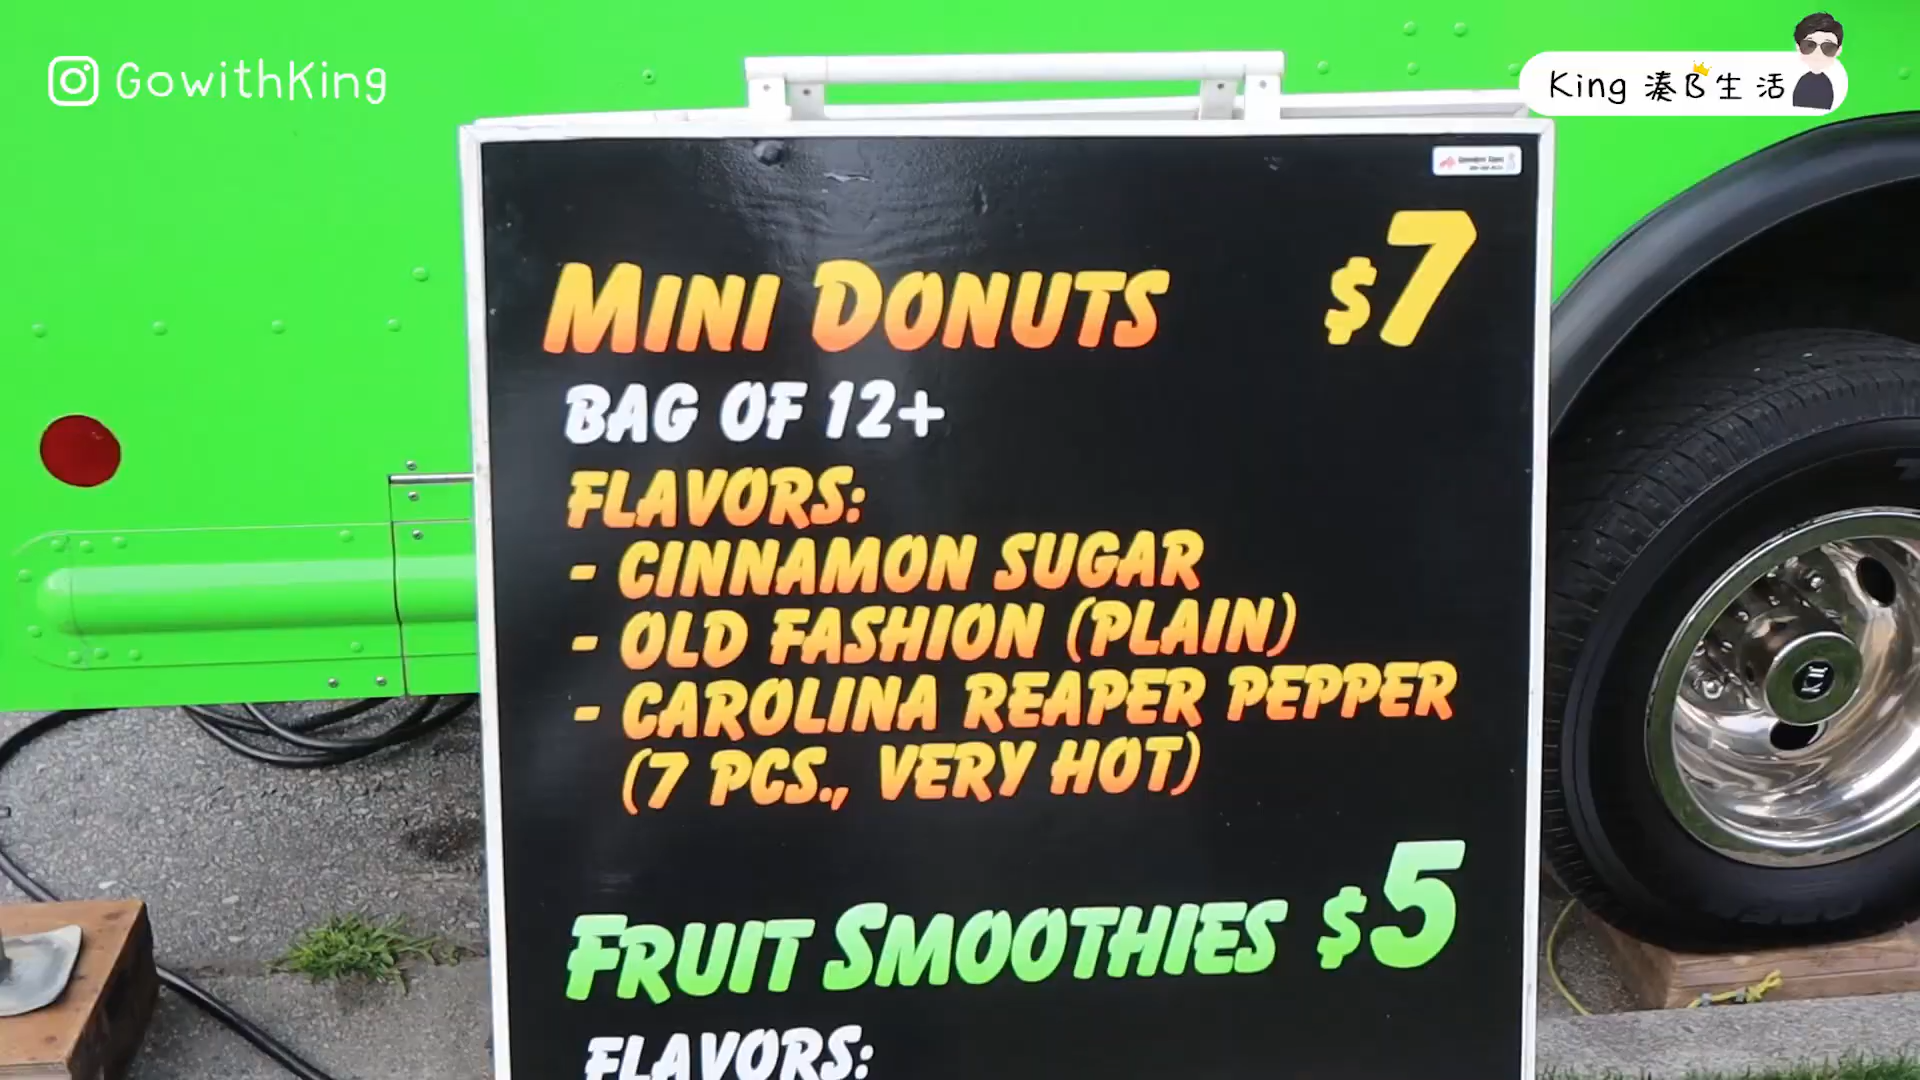 GowithKing
King 湊B生活
$7
MINI DONUTS
BAG OF 12+
FLAVORS:
- CINNAMON SUGAR
- OLD FASHION (PLAIN)
- CAROLINA REAPER PEPPER
(7 PCS., VERY HOT)
FRUIT SMOOTHIES $5
FLAVORS: